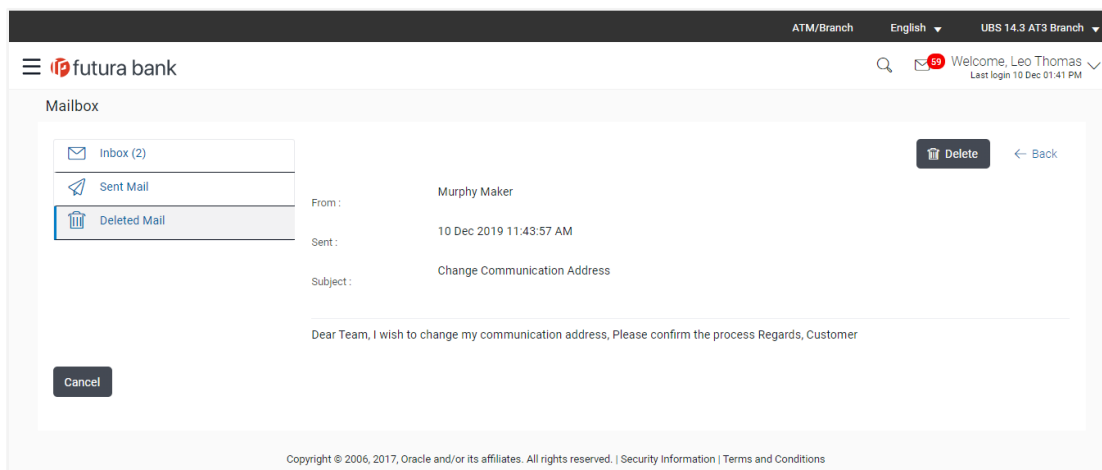 ATM/Branch English UBS 14.3 AT3 Branch
futura bank
59 Welcome, Leo Thomas
Last login 10 Dec 01:41 PM
Mailbox
Inbox (2)
Sent Mail
Deleted Mail
Delete Back
From : Murphy Maker
Sent : 10 Dec 2019 11:43:57 AM
Subject : Change Communication Address
Dear Team, I wish to change my communication address, Please confirm the process Regards, Customer
Cancel
Copyright © 2006, 2017, Oracle and/or its affiliates. All rights reserved. | Security Information | Terms and Conditions